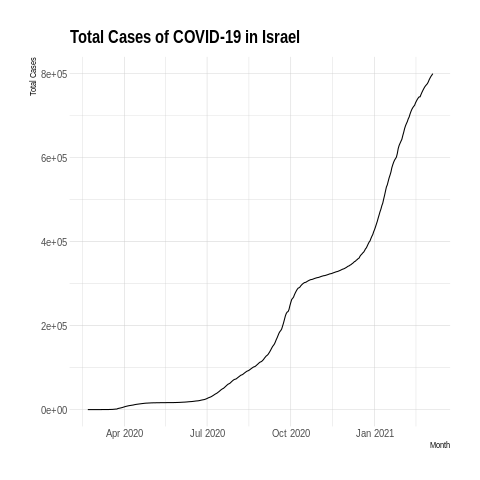 Total Cases of COVID-19 in Israel
Total Cases
8e+05
6e+05
4e+05
2e+05
0e+00
Apr 2020 Jul 2020 Oct 2020 Jan 2021
Month